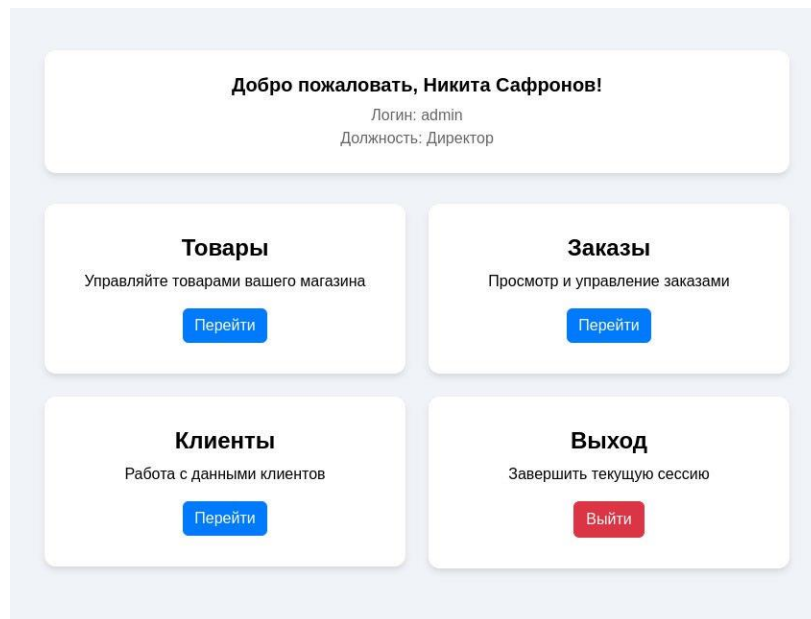 Добро пожаловать, Никита Сафронов!
Логин: admin
Должность: Директор
Товары
Управляйте товарами вашего магазина
Перейти
Заказы
Просмотр и управление заказами
Перейти
Клиенты
Работа с данными клиентов
Перейти
Выход
Завершить текущую сессию
Выйти